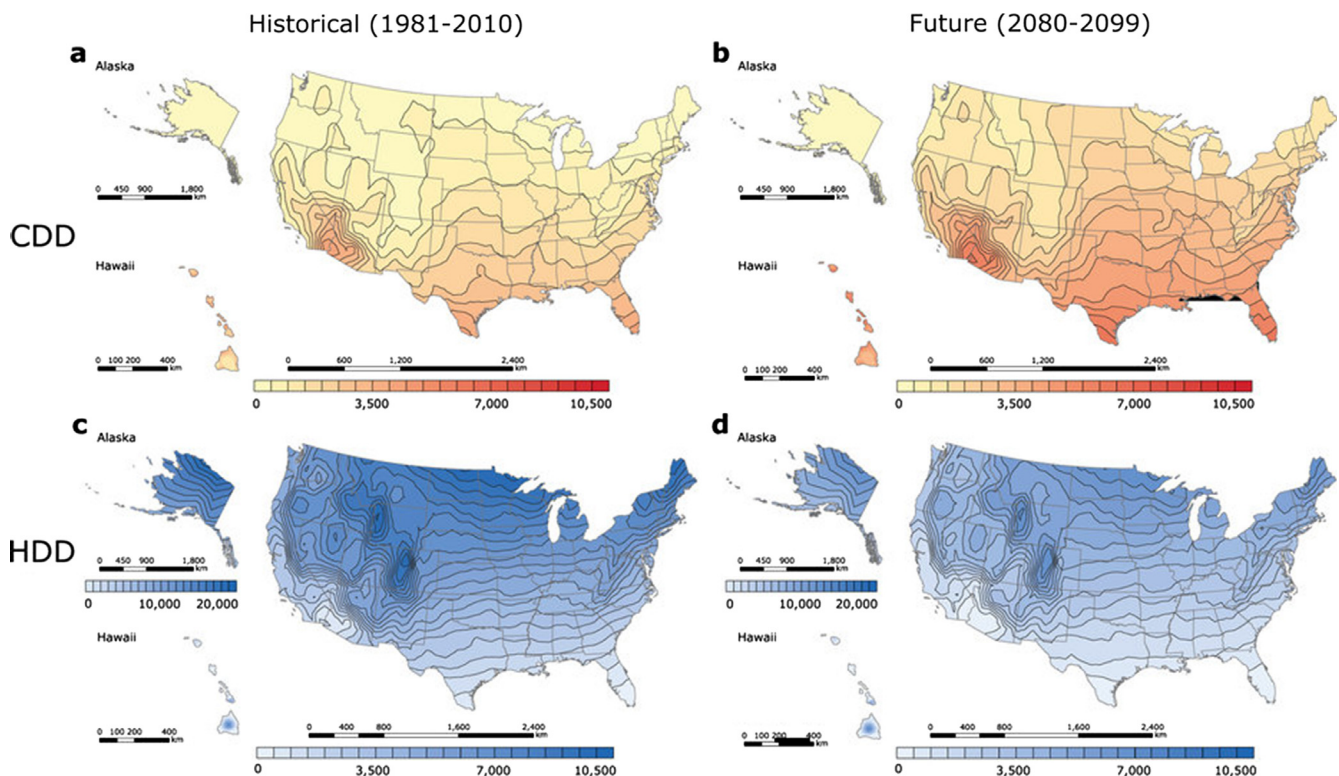 Historical (1981-2010)
Future (2080-2099)
a
Alaska
0 450 900 1,800
km
b
Alaska
0 450 900 1,800
km
CDD
Hawaii
0 100 200 400
km
0 600 1,200 2,400
km
0 3,500 7,000 10,500
Hawaii
0 100 200 400
km
0 600 1,200 2,400
km
0 3,500 7,000 10,500
c
Alaska
0 450 900 1,800
km
0 10,000 20,000
d
Alaska
0 450 900 1,800
km
0 10,000 20,000
HDD
Hawaii
0 100 200 400
km
0 400 800 1,600 2,400
km
0 3,500 7,000 10,500
Hawaii
0 100 200 400
km
0 400 800 1,600 2,400
km
0 3,500 7,000 10,500